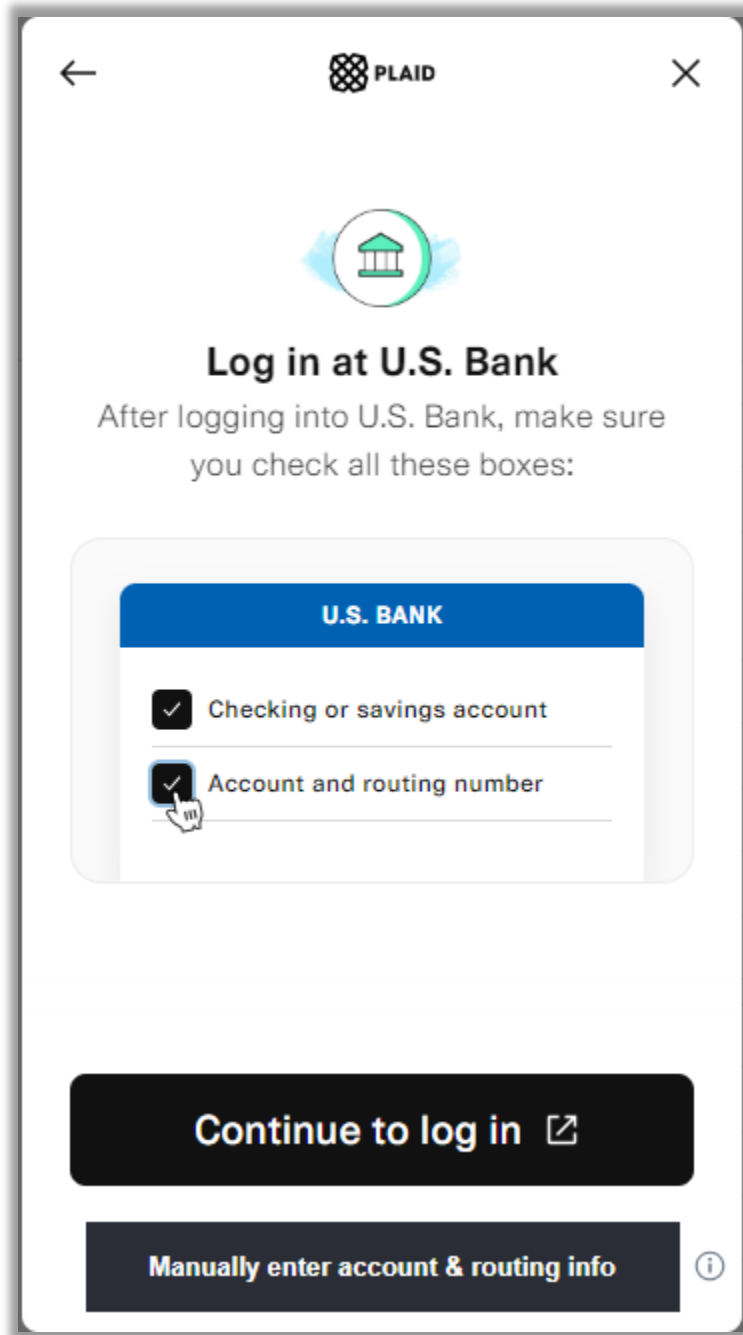 PLAID
Log in at U.S. Bank
After logging into U.S. Bank, make sure
you check all these boxes:
U.S. BANK
Checking or savings account
Account and routing number
Continue to log in
Manually enter account & routing info